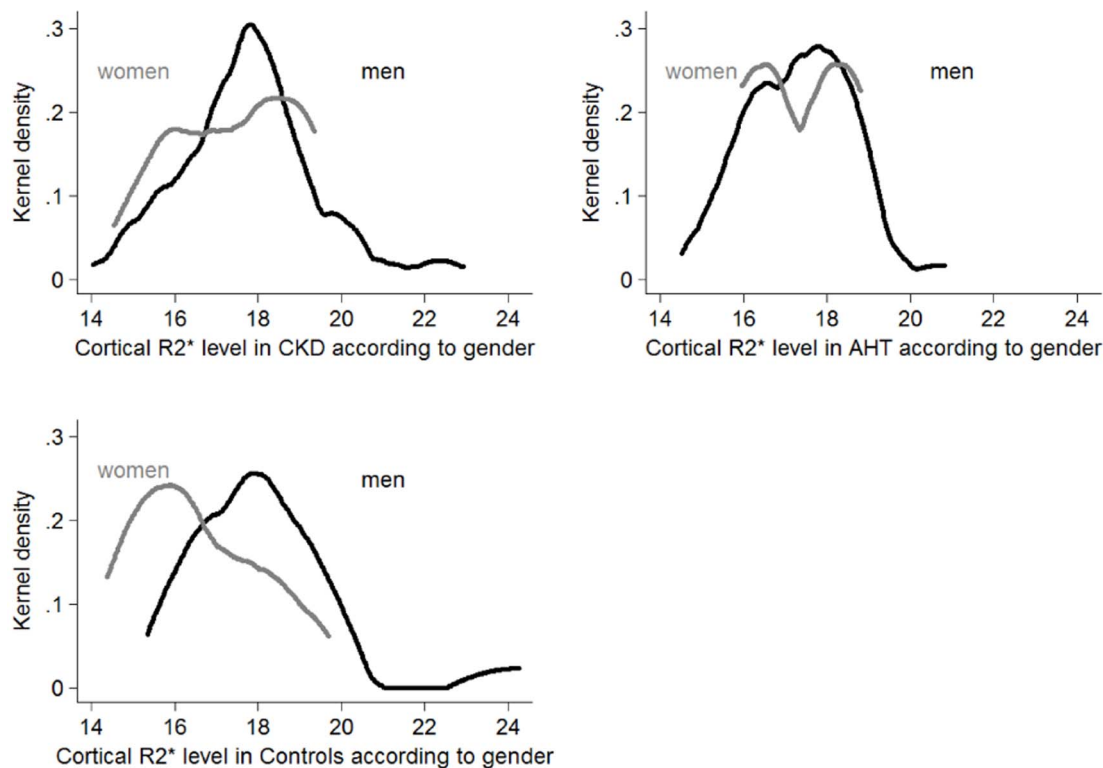 .3
women
men
.2
.1
0
Kernel density
14 16 18 20 22 24
Cortical R2* level in CKD according to gender
.3
women
men
.2
.1
0
Kernel density
14 16 18 20 22 24
Cortical R2* level in AHT according to gender
.3
women
men
.2
.1
0
Kernel density
14 16 18 20 22 24
Cortical R2* level in Controls according to gender